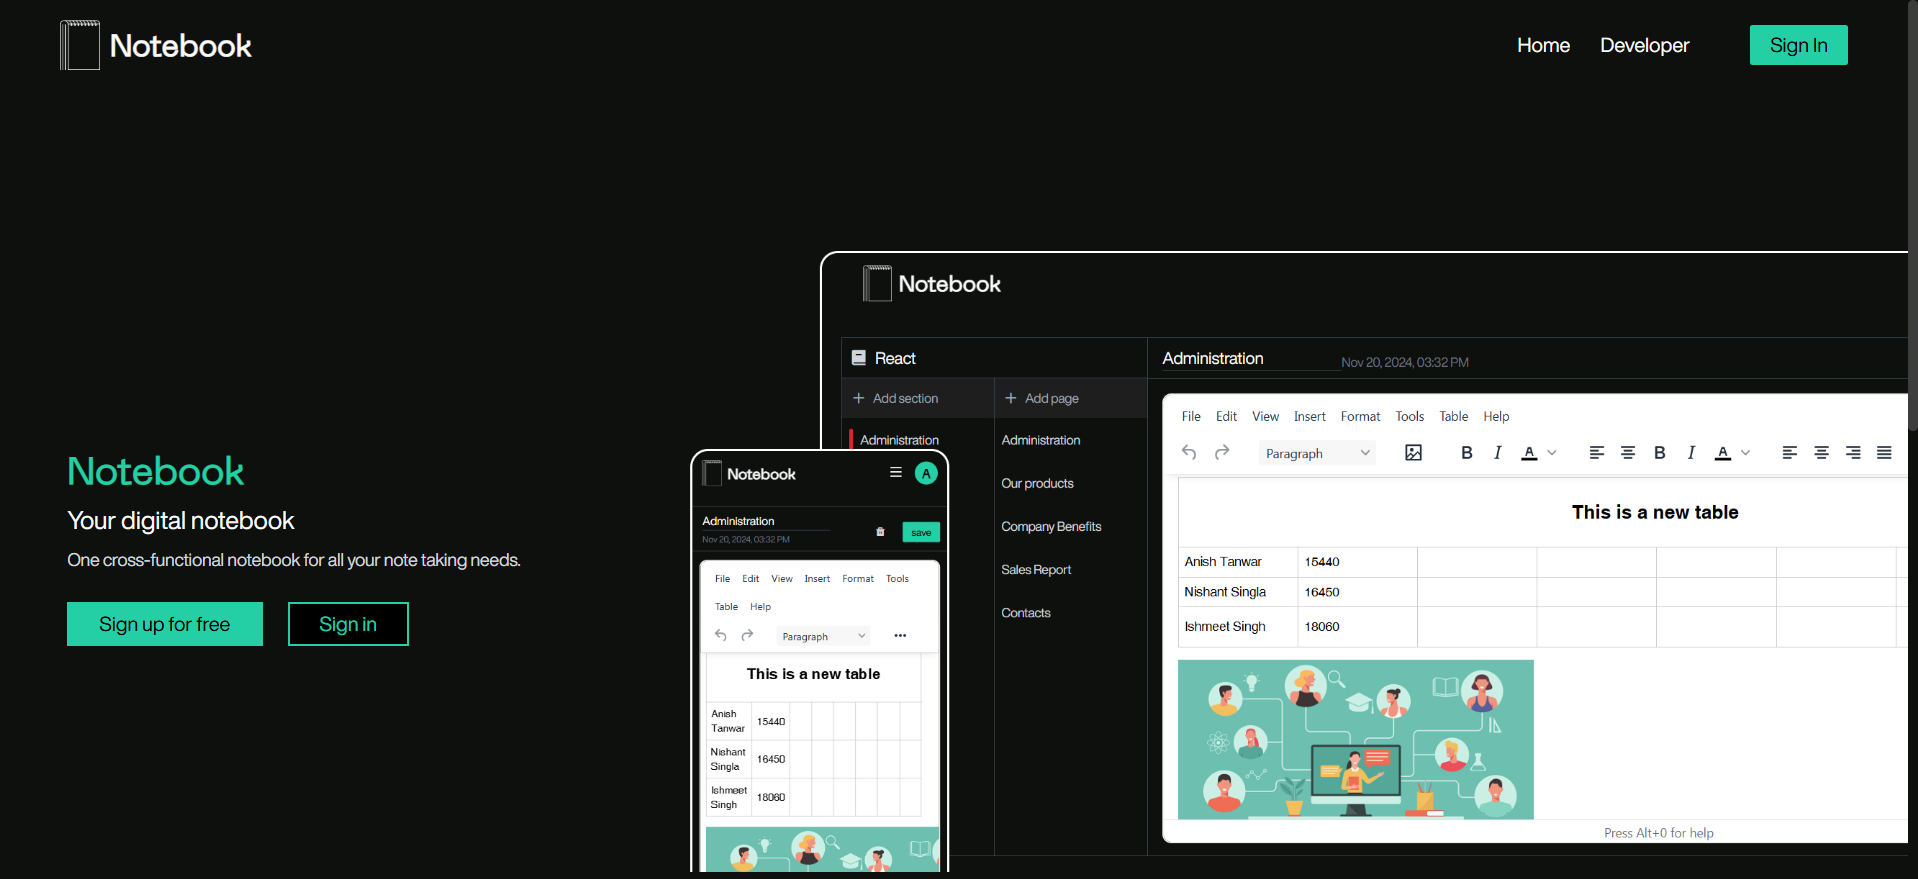 Notebook
Home Developer Sign In
Notebook
Your digital notebook
One cross-functional notebook for all your note taking needs.
Sign up for free Sign in
Notebook
React
Add section Add page
Administration
Administration
Our products
Company Benefits
Sales Report
Contacts
Administration Nov 20, 2024, 03:32 PM
File Edit View Insert Format Tools Table Help
Paragraph B I A B I A
This is a new table
Anish Tanwar 15440
Nishant Singla 16450
Ishmeet Singh 18060
Press Alt+0 for help
Notebook A
Administration
Nov 20, 2024, 03:32 PM
save
File Edit View Insert Format Tools
Table Help
Paragraph
This is a new table
Anish
Tanwar 15440
Nishant
Singla 16450
Ishmeet
Singh 18060